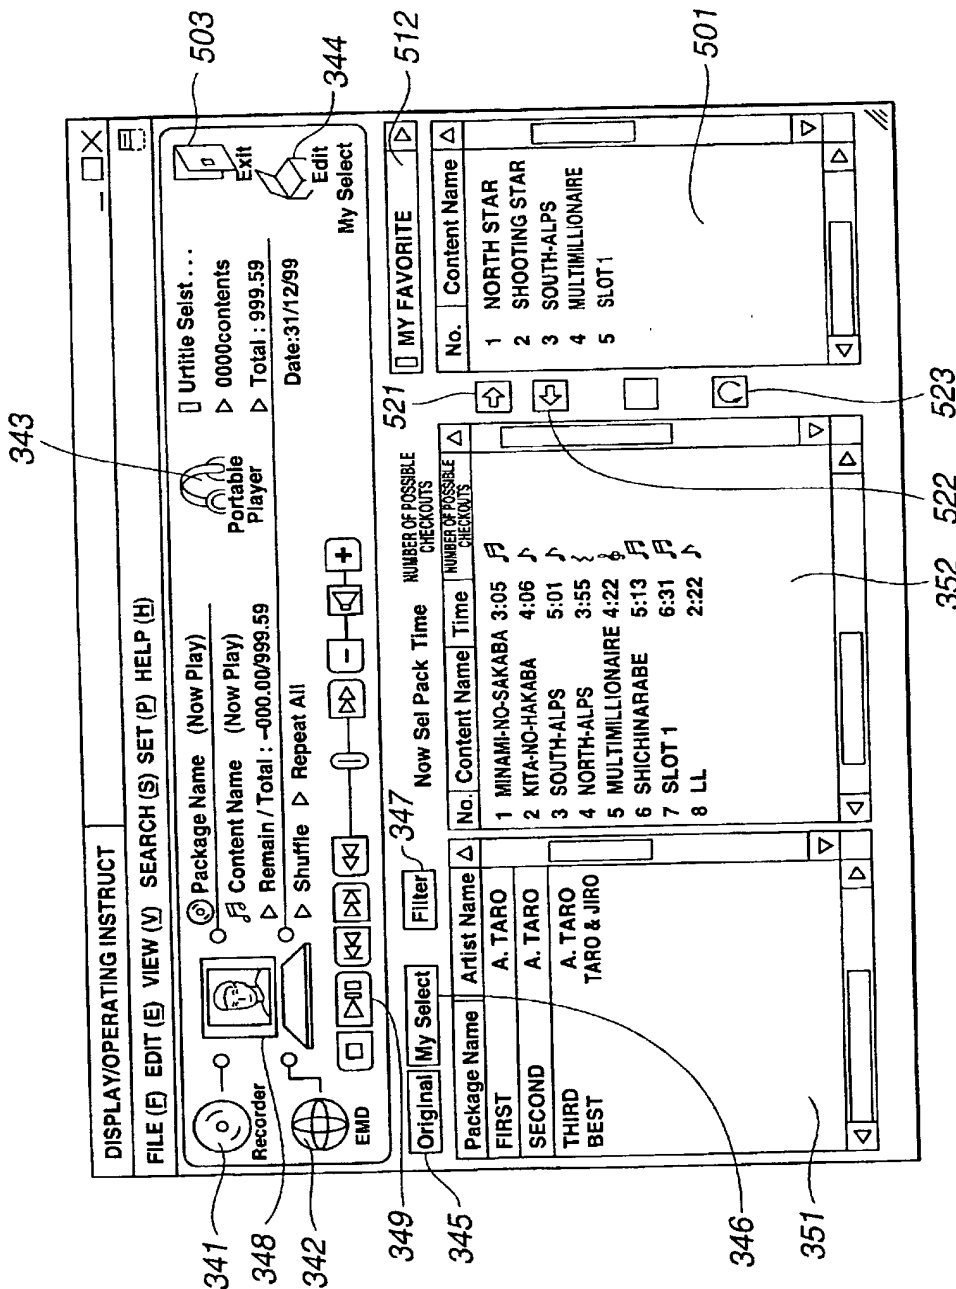 DISPLAY/OPERATING INSTRUCT
FILE (F) EDIT (E) VIEW (V) SEARCH (S) SET (P) HELP (H)
341
348
342
349
345
346
347
351
352
343
503
344
512
501
521
522
523
Recorder
EMD
Package Name (Now Play)
Content Name (Now Play)
Remain / Total : -000.00/999.59
Shuffle ▷ Repeat All
Portable
Player
Urtitle Selst...
▷ 0000contents
▷ Total : 999.59
Date:31/12/99
Exit
Edit
My Select
Original My Select Filter
Now Sel Pack Time
NUMBER OF POSSIBLE
CHECKOUTS
MY FAVORITE
Package Name Artist Name
FIRST A. TARO
SECOND A. TARO
THIRD A. TARO
BEST TARO & JIRO
No. Content Name Time NUMBER OF POSSIBLE CHECKOUTS
1 MINAMI-NO-SAKABA 3:05
2 KITA-NO-HAKABA 4:06
3 SOUTH-ALPS 5:01
4 NORTH-ALPS 3:55
5 MULTIMILLIONAIRE 4:22
6 SHICHINARABE 5:13
7 SLOT 1 6:31
8 LL 2:22
No. Content Name
1 NORTH STAR
2 SHOOTING STAR
3 SOUTH-ALPS
4 MULTIMILLIONAIRE
5 SLOT 1